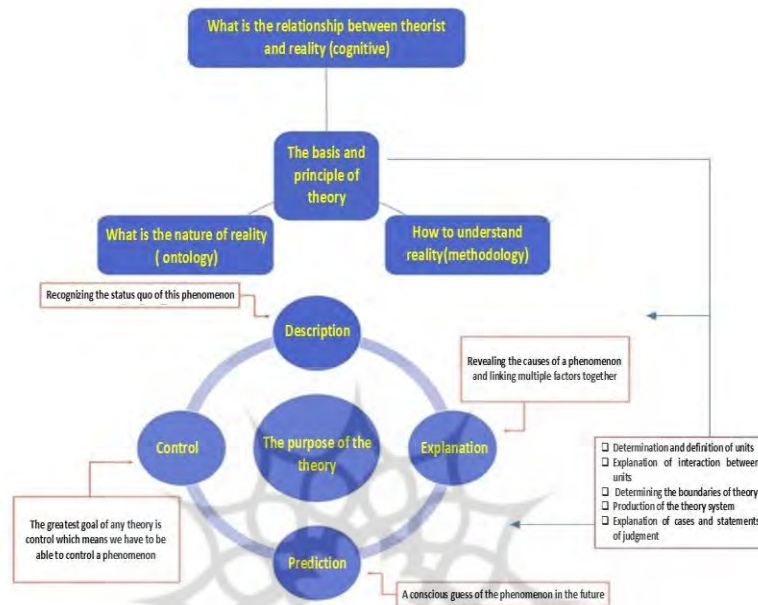 What is the relationship between theorist
and reality (cognitive)
The basis and
principle of
theory
What is the nature of reality
( ontology)
How to understand
reality(methodology)
Recognizing the status quo of this phenomenon
Description
Revealing the causes of a phenomenon
and linking multiple factors together
Control
The purpose of the
theory
Explanation
❑ Determination and definition of units
❑ Explanation of interaction between
units
❑ Determining the boundaries of theory
❑ Production of the theory system
❑ Explanation of cases and statements
of judgment
The greatest goal of any theory is
control which means we have to be
able to control a phenomenon
Prediction
A conscious guess of the phenomenon in the future